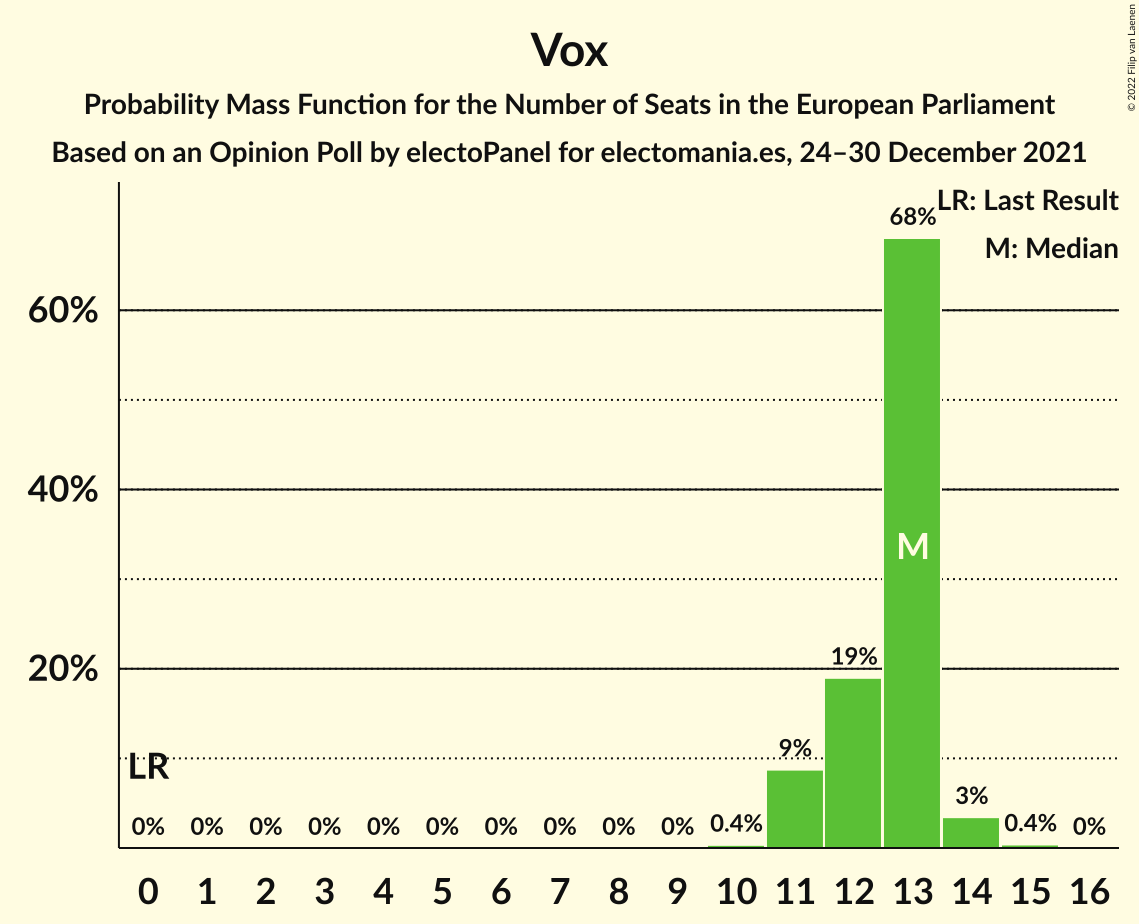 Vox
Probability Mass Function for the Number of Seats in the European Parliament
Based on an Opinion Poll by electoPanel for electomania.es, 24–30 December 2021
© 2022 Filip van Laenen
LR: Last Result
M: Median
68%
60%
40%
M
20%
19%
9%
LR
3%
0% 0% 0% 0% 0% 0% 0% 0% 0% 0% 0.4% 0.4% 0%
0 1 2 3 4 5 6 7 8 9 10 11 12 13 14 15 16